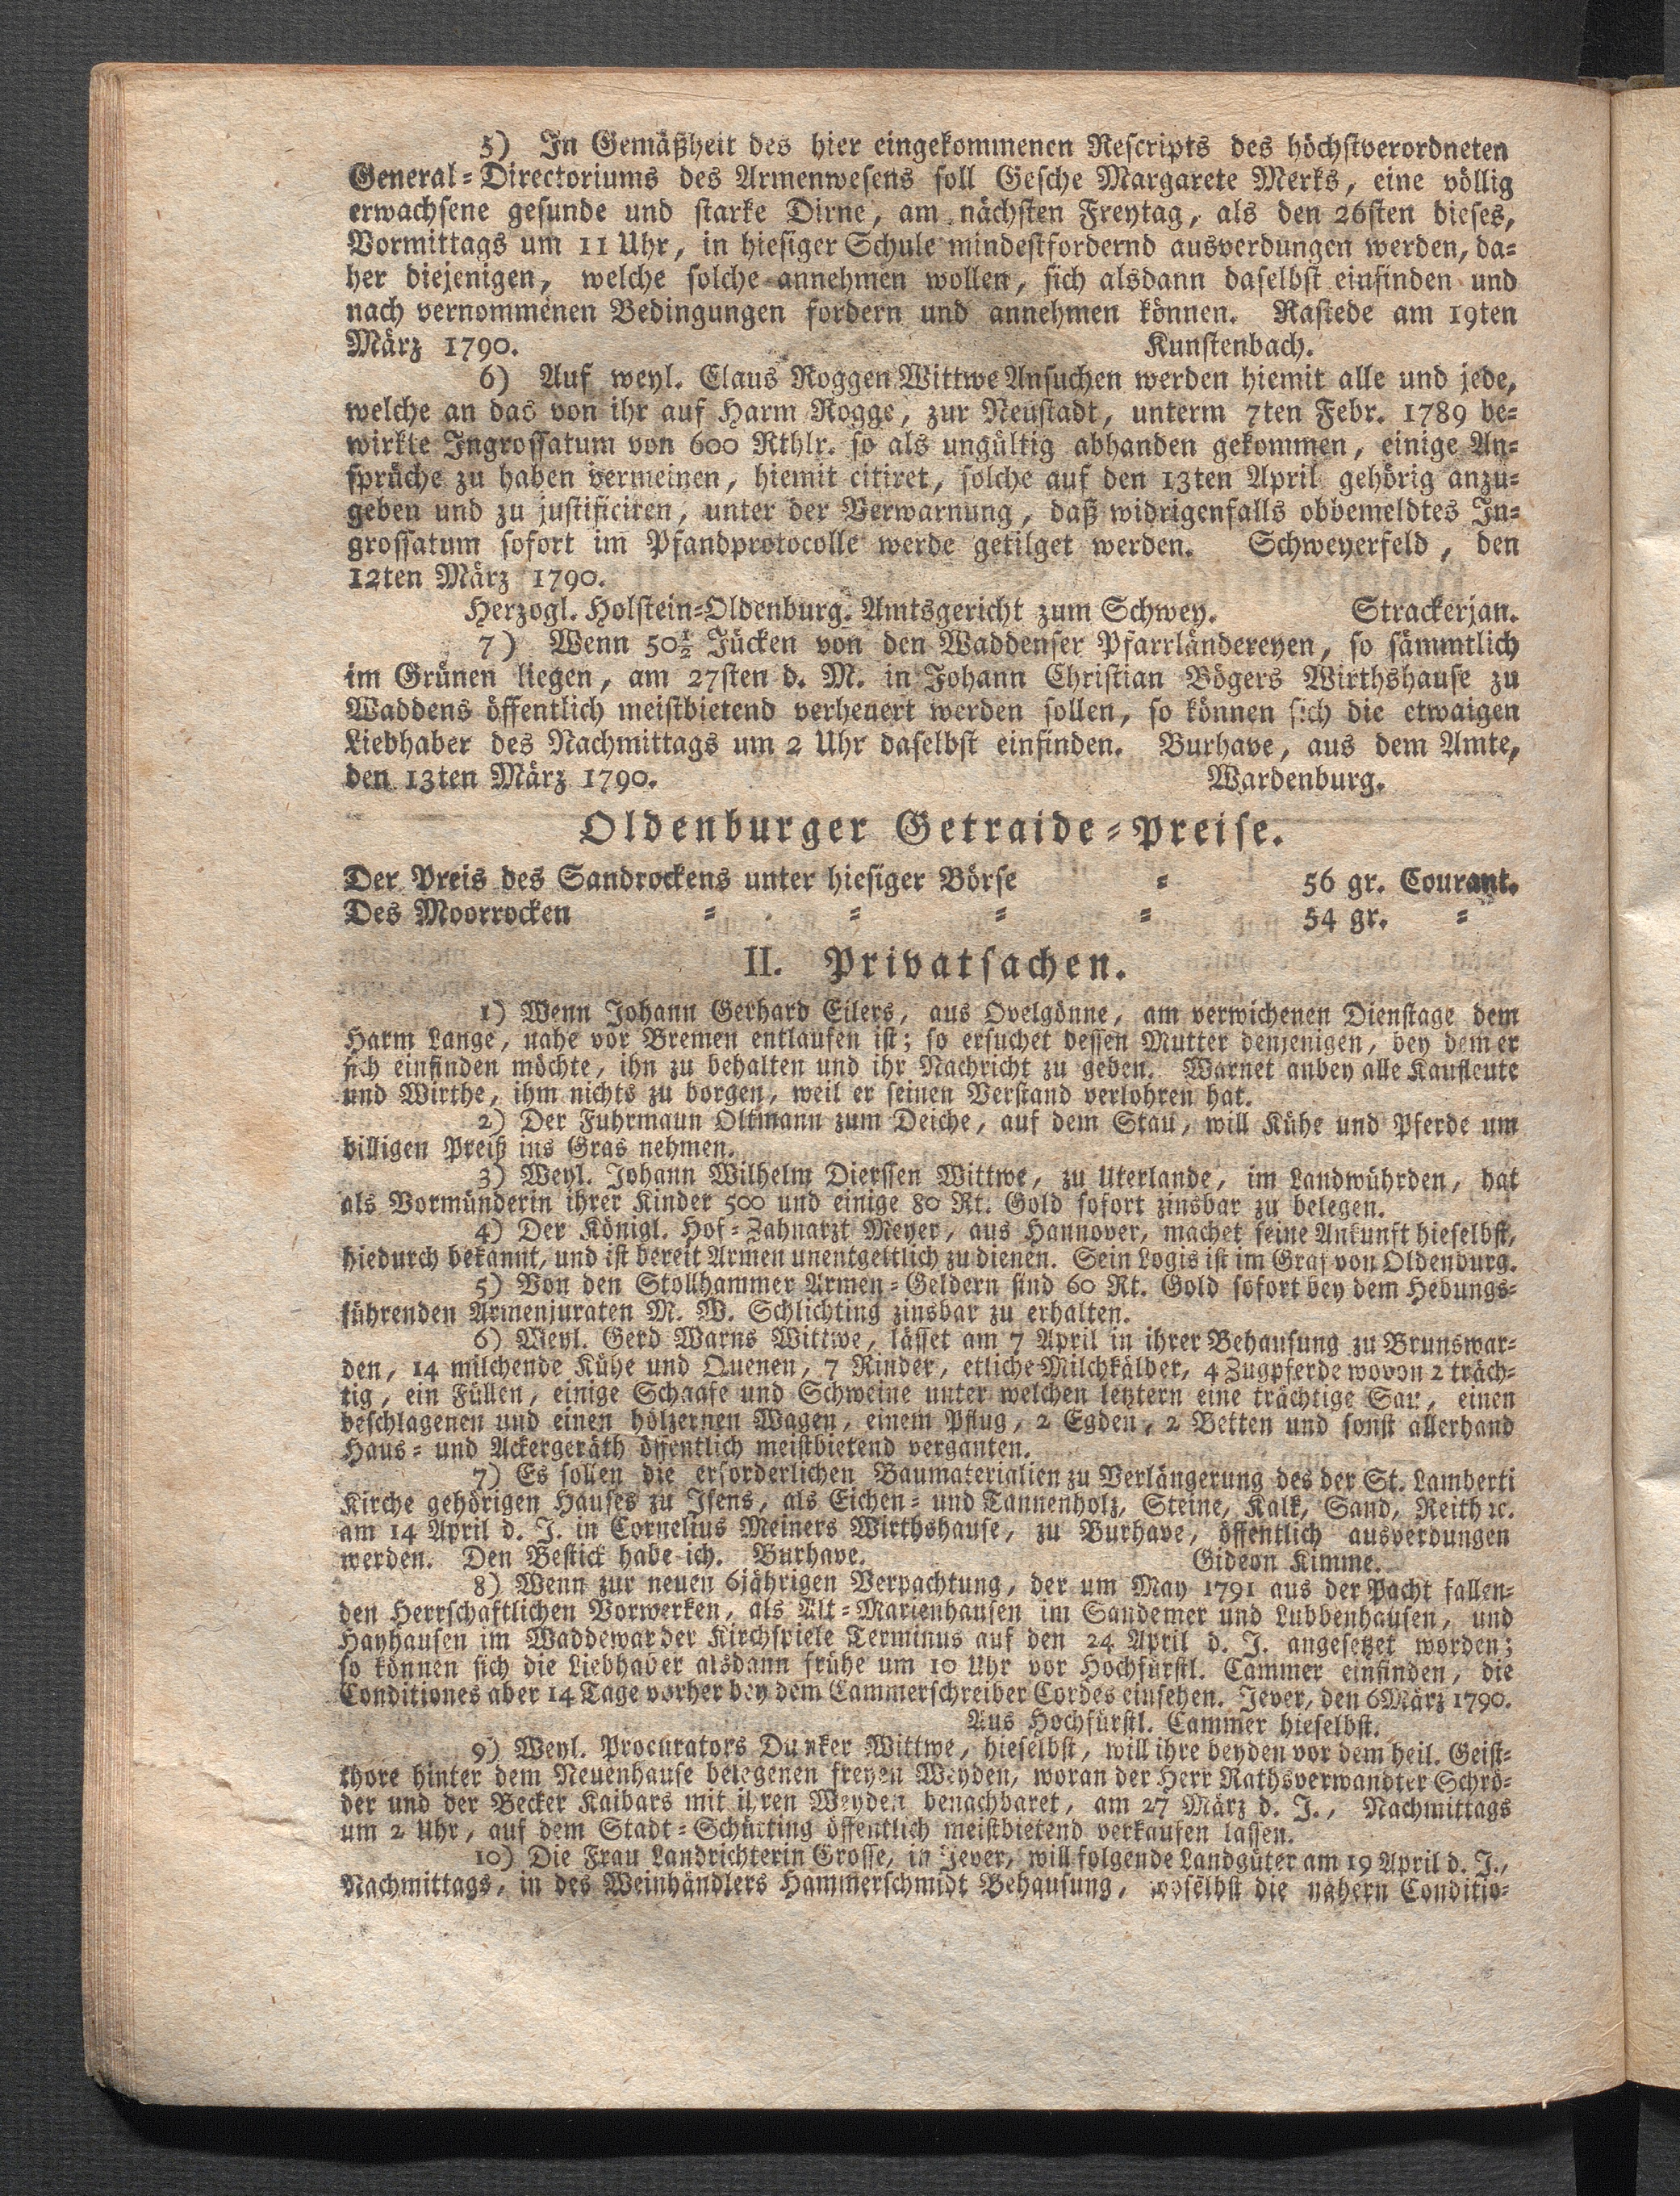 5) In Gemäßheit des hier eingekommenen Rescripts des höchstverordneten
General-Directoriums des Armenwesens soll Gesche Margarete Merks, eine völlig
erwachsene gesunde und starke Dirne, am nächsten Freytag, als den 26sten dieses,
Vormittags um 11 Uhr, in hiesiger Schule mindestfordernd ausverdungen werden, da-
her diejenigen, welche solche annehmen wollen, sich alsdann daselbst einfinden und
nach vernommenen Bedingungen fordern und annehmen können. Rastede am 19ten
März 1790. Kunstenbach.
6) Auf weyl. Claus Roggen Wittwe Ansuchen werden hiemit alle und jede,
welche an das von ihr auf Harm Rogge, zur Neustadt, unterm 7ten Febr. 1789 be-
wirkte Ingrossatum von 600 Rthlr. so als ungültig abhanden gekommen, einige An-
sprüche zu haben vermeinen, hiemit citiret, solche auf den 13ten April gehörig anzu-
geben und zu justificiren, unter der Verwarnung, daß widrigenfalls obbemeldtes In-
grossatum sofort im Pfandprotocolle werde getilget werden. Schweyerfeld, den
12ten März 1790.
Herzogl. Holstein-Oldenburg. Amtsgericht zum Schwey. Strackerjan.
7) Wenn 50½ Jücken von den Waddenser Pfarrländereyen, so sämmtlich
im Grünen liegen, am 27sten d. M. in Johann Christian Bögers Wirthshause zu
Waddens öffentlich meistbietend verheuert werden sollen, so können sich die etwaigen
Liebhaber des Nachmittags um 2 Uhr daselbst einfinden. Burhave, aus dem Amte,
den 13ten März 1790. Wardenburg.
Oldenburger Getraide-Preise.
Der Preis des Sandrockens unter hiesiger Börse - 56 gr. Courant.
Des Moorrocken - - - - 54 gr. -
II. Privatsachen.
1) Wenn Johann Gerhard Eilers, aus Ovelgönne, am verwichenen Dienstage dem
Harm Lange, nahe vor Bremen entlaufen ist; so ersuchet dessen Mutter denjenigen, bey dem er
sich einfinden möchte, ihn zu behalten und ihr Nachricht zu geben. Warnet anbey alle Kaufleute
und Wirthe, ihm nichts zu borgen, weil er seinen Verstand verlohren hat.
2) Der Fuhrmann Oltmann zum Deiche, auf dem Stau, will Kühe und Pferde um
billigen Preiß ins Gras nehmen.
3) Weyl. Johann Wilhelm Dierssen Wittwe, zu Uterlande, im Landwührden, hat
als Vormünderin ihrer Kinder 500 und einige 80 Rt. Gold sofort zinsbar zu belegen.
4) Der Königl. Hof-Zahnarzt Meyer, aus Hannover, machet seine Ankunft hieselbst,
hiedurch bekannt, und ist bereit Armen unentgeltlich zu dienen. Sein Logis ist im Graf von Oldenburg.
5) Von den Stollhammer Armen-Geldern sind 60 Rt. Gold sofort bey dem Hebungs-
führenden Armenjuraten M. W. Schlichting zinsbar zu erhalten.
6) Weyl. Gerd Warns Wittwe, lässet am 7 April in ihrer Behausung zu Brunswar-
den, 14 milchende Kühe und Quenen, 7 Rinder, etliche Milchkälber, 4 Zugpferde wovon 2 träch-
tig, ein Füllen, einige Schaafe und Schweine unter welchen letztern eine trächtige Sau, einen
beschlagenen und einen hölzernen Wagen, einem Pflug, 2 Egden, 2 Betten und sonst allerhand
Haus- und Ackergeräth öffentlich meistbietend verganten.
7) Es sollen die erforderlichen Baumaterialien zu Verlängerung des der St. Lamberti
Kirche gehörigen Hauses zu Isens, als Eichen- und Tannenholz, Steine, Kalk, Sand, Reith ꝛc.
am 14 April d. J. in Cornelius Meiners Wirthshause, zu Burhave, öffentlich ausverdungen
werden. Den Bestick habe ich. Burhave. Gideon Kimme.
8) Wenn zur neuen 6jährigen Verpachtung, der um May 1791 aus der Pacht fallen-
den Herrschaftlichen Vorwerken, als Alt-Marienhausen im Sandemer und Lubbenhausen, und
Hayhausen im Waddewarder Kirchspiele Terminus auf den 24 April d. J. angesetzet worden;
so können sich die Liebhaber alsdann frühe um 10 Uhr vor Hochfürstl. Cammer einfinden, die
Conditiones aber 14 Tage vorher bey dem Cammerschreiber Cordes einsehen. Jever, den 6 März 1790.
Aus Hochfürstl. Cammer hieselbst.
9) Weyl. Procurators Dunker Wittwe, hieselbst, will ihre beyden vor dem heil. Geist-
thore hinter dem Neuenhause belegenen freyen Weyden, woran der Herr Rathsverwandter Schrö-
der und der Becker Kaibars mit ihren Weyden benachbaret, am 27 März d. J., Nachmittags
um 2 Uhr, auf dem Stadt-Schütting öffentlich meistbietend verkaufen lassen.
10) Die Frau Landrichterin Grosse, in Jever, will folgende Landgüter am 19 April d. J.,
Nachmittags, in des Weinhändlers Hammerschmidt Behausung, woselbst die nähern Conditio-